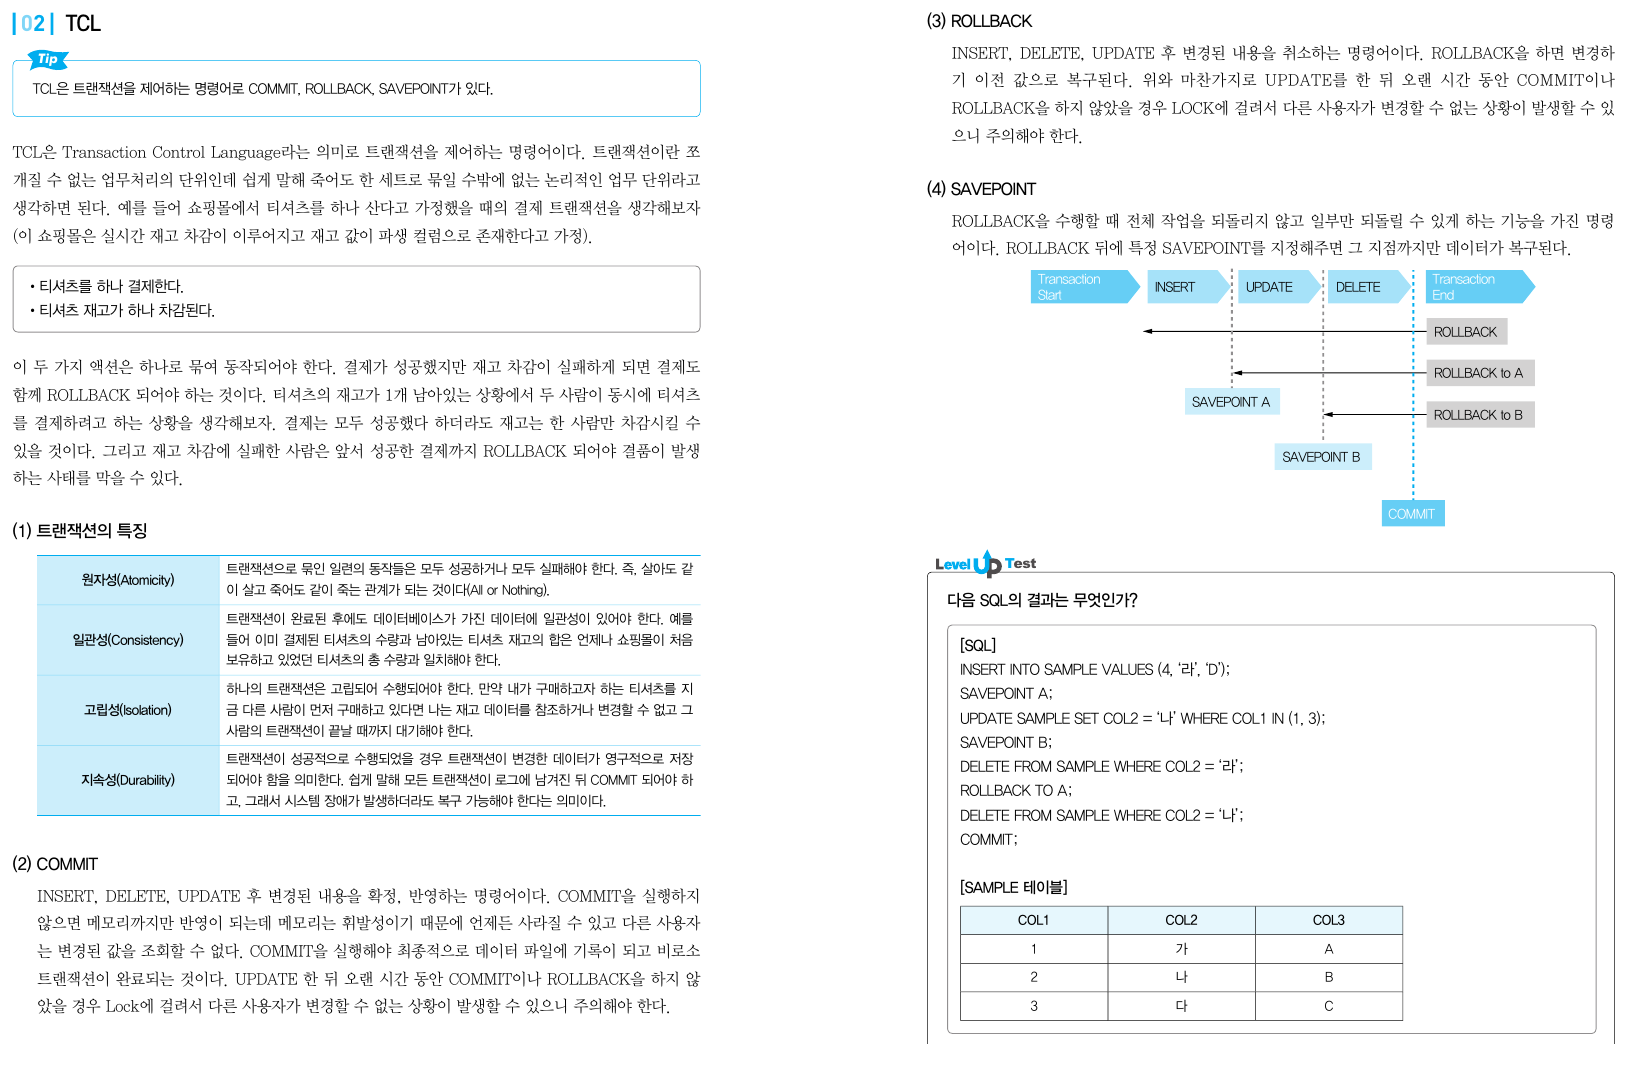 02 TCL
Tip
TCL은 트랜잭션을 제어하는 명령어로 COMMIT, ROLLBACK, SAVEPOINT가 있다.
TCL은 Transaction Control Language라는 의미로 트랜잭션을 제어하는 명령어이다. 트랜잭션이란 쪼
개질 수 없는 업무처리의 단위인데 쉽게 말해 죽어도 한 세트로 묶일 수밖에 없는 논리적인 업무 단위라고
생각하면 된다. 예를 들어 쇼핑몰에서 티셔츠를 하나 산다고 가정했을 때의 결제 트랜잭션을 생각해보자
(이 쇼핑몰은 실시간 재고 차감이 이루어지고 재고 값이 파생 컬럼으로 존재한다고 가정).
• 티셔츠를 하나 결제한다.
• 티셔츠 재고가 하나 차감된다.
이 두 가지 액션은 하나로 묶여 동작되어야 한다. 결제가 성공했지만 재고 차감이 실패하게 되면 결제도
함께 ROLLBACK 되어야 하는 것이다. 티셔츠의 재고가 1개 남아있는 상황에서 두 사람이 동시에 티셔츠
를 결제하려고 하는 상황을 생각해보자. 결제는 모두 성공했다 하더라도 재고는 한 사람만 차감시킬 수
있을 것이다. 그리고 재고 차감에 실패한 사람은 앞서 성공한 결제까지 ROLLBACK 되어야 결품이 발생
하는 사태를 막을 수 있다.
(1) 트랜잭션의 특징
원자성(Atomicity)
트랜잭션으로 묶인 일련의 동작들은 모두 성공하거나 모두 실패해야 한다. 즉, 살아도 같
이 살고 죽어도 같이 죽는 관계가 되는 것이다(All or Nothing).
일관성(Consistency)
트랜잭션이 완료된 후에도 데이터베이스가 가진 데이터에 일관성이 있어야 한다. 예를
들어 이미 결제된 티셔츠의 수량과 남아있는 티셔츠 재고의 합은 언제나 쇼핑몰이 처음
보유하고 있었던 티셔츠의 총 수량과 일치해야 한다.
고립성(Isolation)
하나의 트랜잭션은 고립되어 수행되어야 한다. 만약 내가 구매하고자 하는 티셔츠를 지
금 다른 사람이 먼저 구매하고 있다면 나는 재고 데이터를 참조하거나 변경할 수 없고 그
사람의 트랜잭션이 끝날 때까지 대기해야 한다.
지속성(Durability)
트랜잭션이 성공적으로 수행되었을 경우 트랜잭션이 변경한 데이터가 영구적으로 저장
되어야 함을 의미한다. 쉽게 말해 모든 트랜잭션이 로그에 남겨진 뒤 COMMIT 되어야 하
고, 그래서 시스템 장애가 발생하더라도 복구 가능해야 한다는 의미이다.
(2) COMMIT
INSERT, DELETE, UPDATE 후 변경된 내용을 확정, 반영하는 명령어이다. COMMIT을 실행하지
않으면 메모리까지만 반영이 되는데 메모리는 휘발성이기 때문에 언제든 사라질 수 있고 다른 사용자
는 변경된 값을 조회할 수 없다. COMMIT을 실행해야 최종적으로 데이터 파일에 기록이 되고 비로소
트랜잭션이 완료되는 것이다. UPDATE 한 뒤 오랜 시간 동안 COMMIT이나 ROLLBACK을 하지 않
았을 경우 Lock에 걸려서 다른 사용자가 변경할 수 없는 상황이 발생할 수 있으니 주의해야 한다.
(3) ROLLBACK
INSERT, DELETE, UPDATE 후 변경된 내용을 취소하는 명령어이다. ROLLBACK을 하면 변경하
기 이전 값으로 복구된다. 위와 마찬가지로 UPDATE를 한 뒤 오랜 시간 동안 COMMIT이나
ROLLBACK을 하지 않았을 경우 LOCK에 걸려서 다른 사용자가 변경할 수 없는 상황이 발생할 수 있
으니 주의해야 한다.
(4) SAVEPOINT
ROLLBACK을 수행할 때 전체 작업을 되돌리지 않고 일부만 되돌릴 수 있게 하는 기능을 가진 명령
어이다. ROLLBACK 뒤에 특정 SAVEPOINT를 지정해주면 그 지점까지만 데이터가 복구된다.
Transaction
Start
INSERT
UPDATE
DELETE
Transaction
End
ROLLBACK
ROLLBACK to A
SAVEPOINT A
ROLLBACK to B
SAVEPOINT B
COMMIT
Level Up Test
다음 SQL의 결과는 무엇인가?
[SQL]
INSERT INTO SAMPLE VALUES (4, ‘라’, ‘D’);
SAVEPOINT A;
UPDATE SAMPLE SET COL2 = ‘나’ WHERE COL1 IN (1, 3);
SAVEPOINT B;
DELETE FROM SAMPLE WHERE COL2 = ‘라’;
ROLLBACK TO A;
DELETE FROM SAMPLE WHERE COL2 = ‘나’;
COMMIT;
[SAMPLE 테이블]
COL1 COL2 COL3
1 가 A
2 나 B
3 다 C